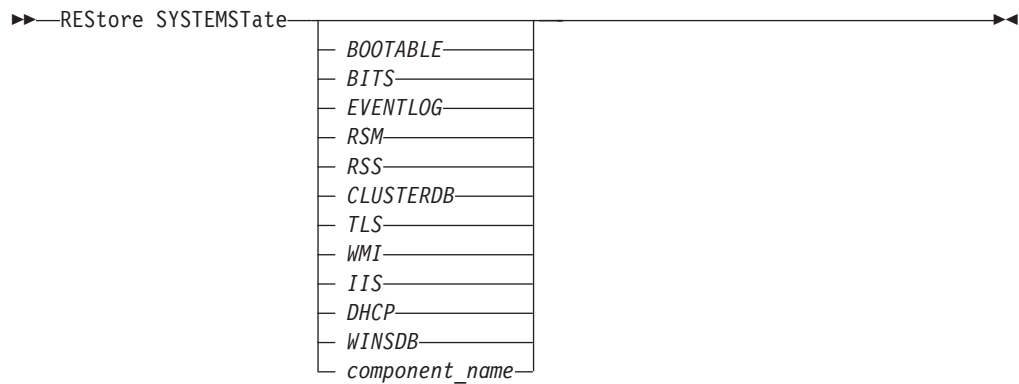 REStore SYSTEMSTate
BOOTABLE
BITS
EVENTLOG
RSM
RSS
CLUSTERDB
TLS
WMI
IIS
DHCP
WINSDB
component_name